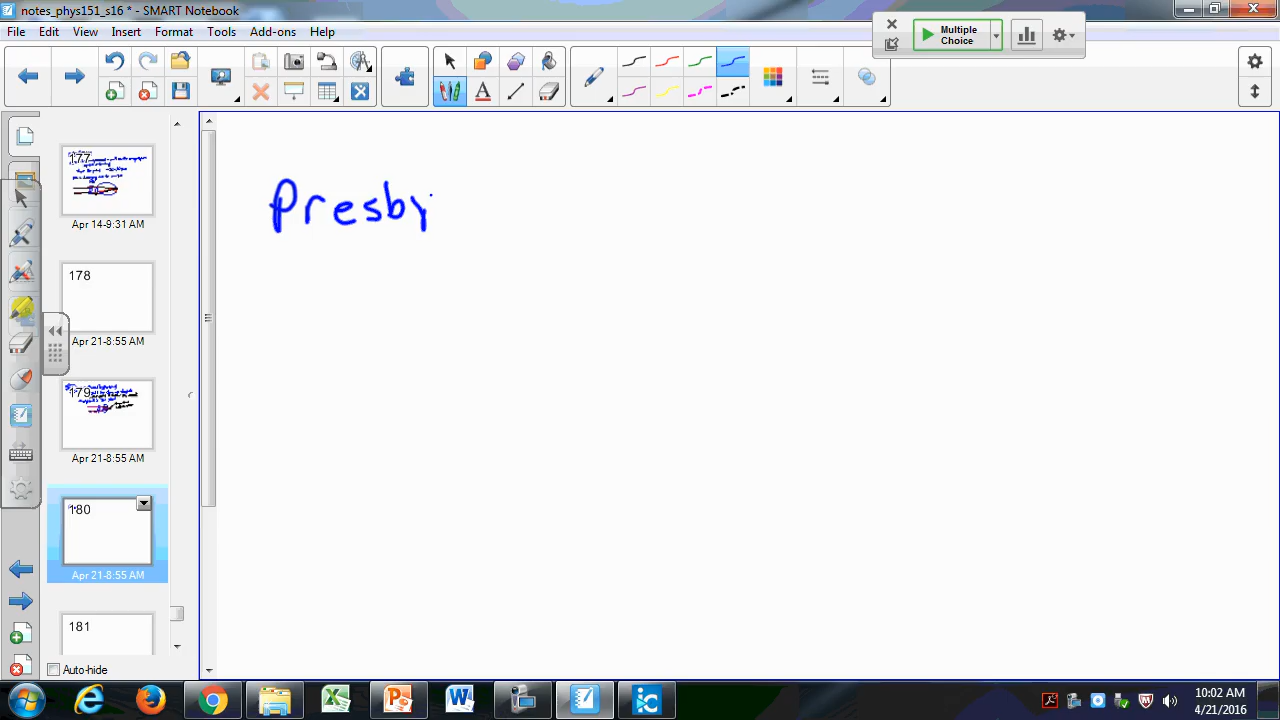 notes_phys151_s16 * - SMART Notebook
File Edit View Insert Format Tools Add-ons Help
Multiple
Choice
Presby
177
Apr 14-9:31 AM
178
Apr 21-8:55 AM
179
Apr 21-8:55 AM
180
Apr 21-8:55 AM
181
Auto-hide
10:02 AM
4/21/2016